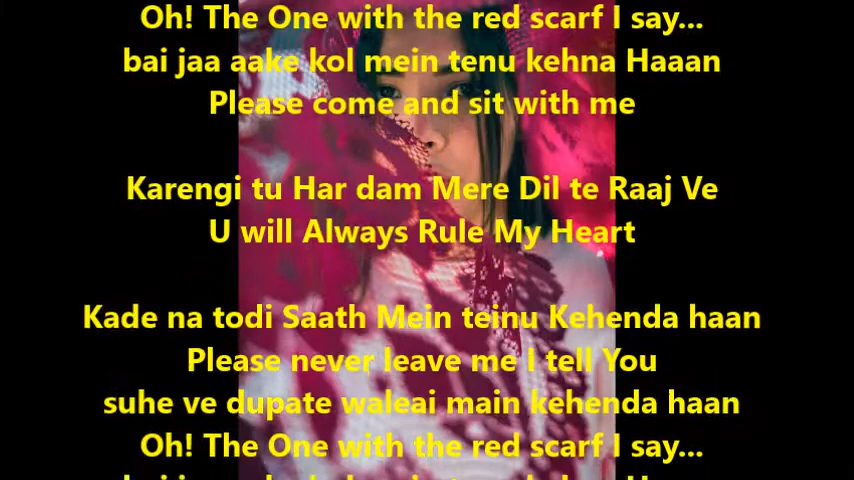 Oh! The One with the red scarf I say...
bai jaa aake kol mein tenu kehna Haaan
Please come and sit with me
Karengi tu Har dam Mere Dil te Raaj Ve
U will Always Rule My Heart
Kade na todi Saath Mein teinu Kehenda haan
Please never leave me I tell You
suhe ve dupate waleai main kehenda haan
Oh! The One with the red scarf I say...